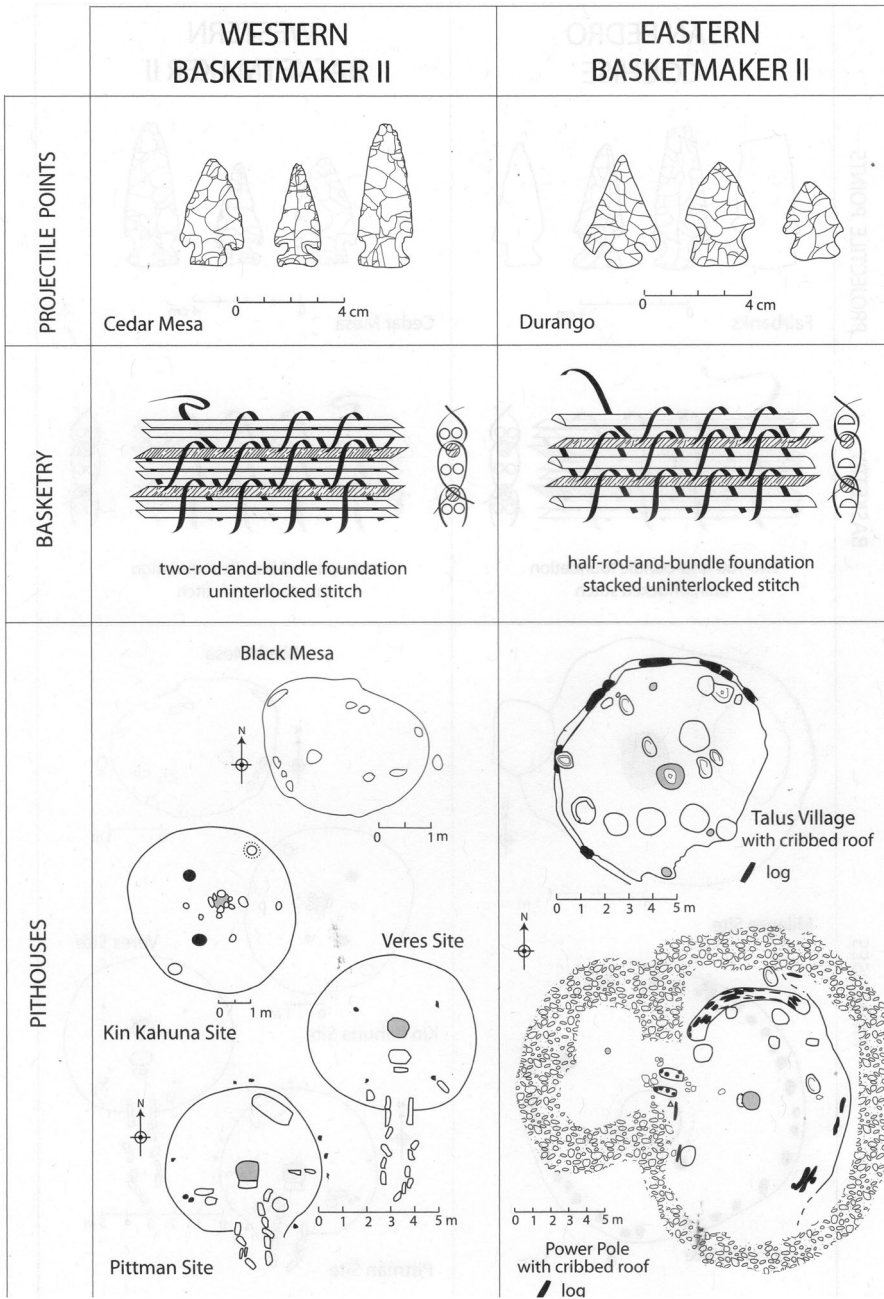 WESTERN
BASKETMAKER II
EASTERN
BASKETMAKER II
PROJECTILE POINTS
0 4 cm
Cedar Mesa
0 4 cm
Durango
BASKETRY
two-rod-and-bundle foundation
uninterlocked stitch
half-rod-and-bundle foundation
stacked uninterlocked stitch
PITHOUSES
Black Mesa
N
0 1 m
Kin Kahuna Site
0 1 m
Veres Site
N
0 1 2 3 4 5 m
Pittman Site
Talus Village
with cribbed roof
log
0 1 2 3 4 5 m
N
0 1 2 3 4 5 m
Power Pole
with cribbed roof
log